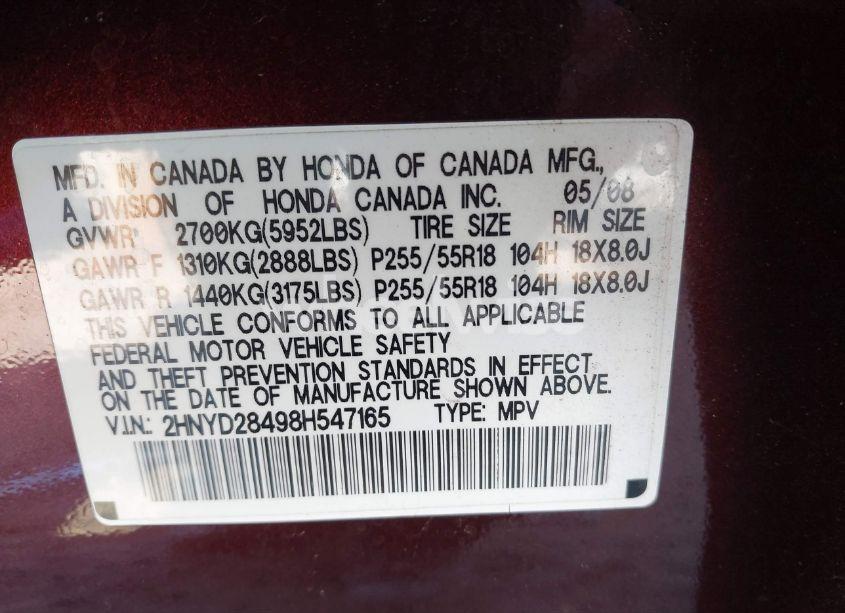 MFD. IN CANADA BY HONDA OF CANADA MFG.,
A DIVISION OF HONDA CANADA INC. 05/08
GVWR 2700KG(5952LBS) TIRE SIZE RIM SIZE
GAWR F 1310KG(2888LBS) P255/55R18 104H 18X8.0J
GAWR R 1440KG(3175LBS) P255/55R18 104H 18X8.0J
THIS VEHICLE CONFORMS TO ALL APPLICABLE
FEDERAL MOTOR VEHICLE SAFETY
AND THEFT PREVENTION STANDARDS IN EFFECT
ON THE DATE OF MANUFACTURE SHOWN ABOVE.
V.I.N.: 2HNYD28498H547165 TYPE: MPV